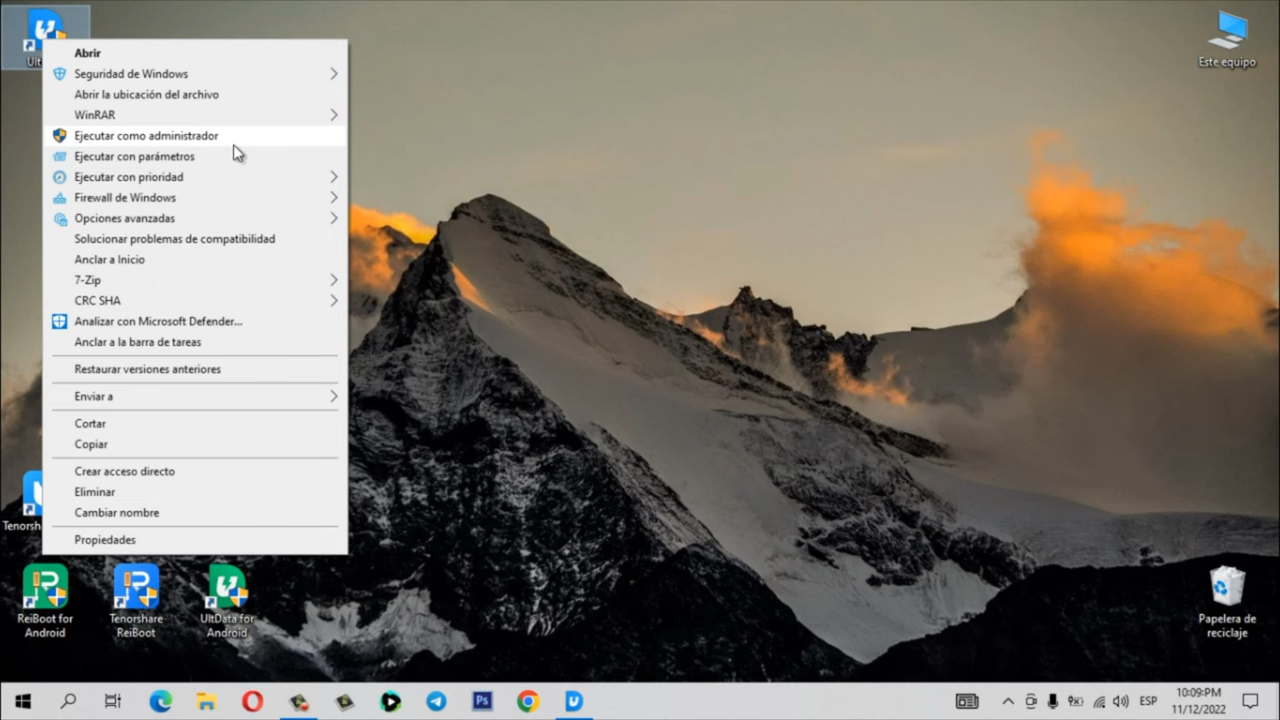 Ult
Abrir
Seguridad de Windows
Abrir la ubicación del archivo
WinRAR
Ejecutar como administrador
Ejecutar con parámetros
Ejecutar con prioridad
Firewall de Windows
Opciones avanzadas
Solucionar problemas de compatibilidad
Anclar a Inicio
7-Zip
CRC SHA
Analizar con Microsoft Defender...
Anclar a la barra de tareas
Restaurar versiones anteriores
Enviar a
Cortar
Copiar
Crear acceso directo
Eliminar
Cambiar nombre
Propiedades
Este equipo
Tenorsh
ReiBoot for
Android
Tenorshare
ReiBoot
UltData for
Android
Papelera de
reciclaje
Ps
ESP
10:09:PM
11/12/2022